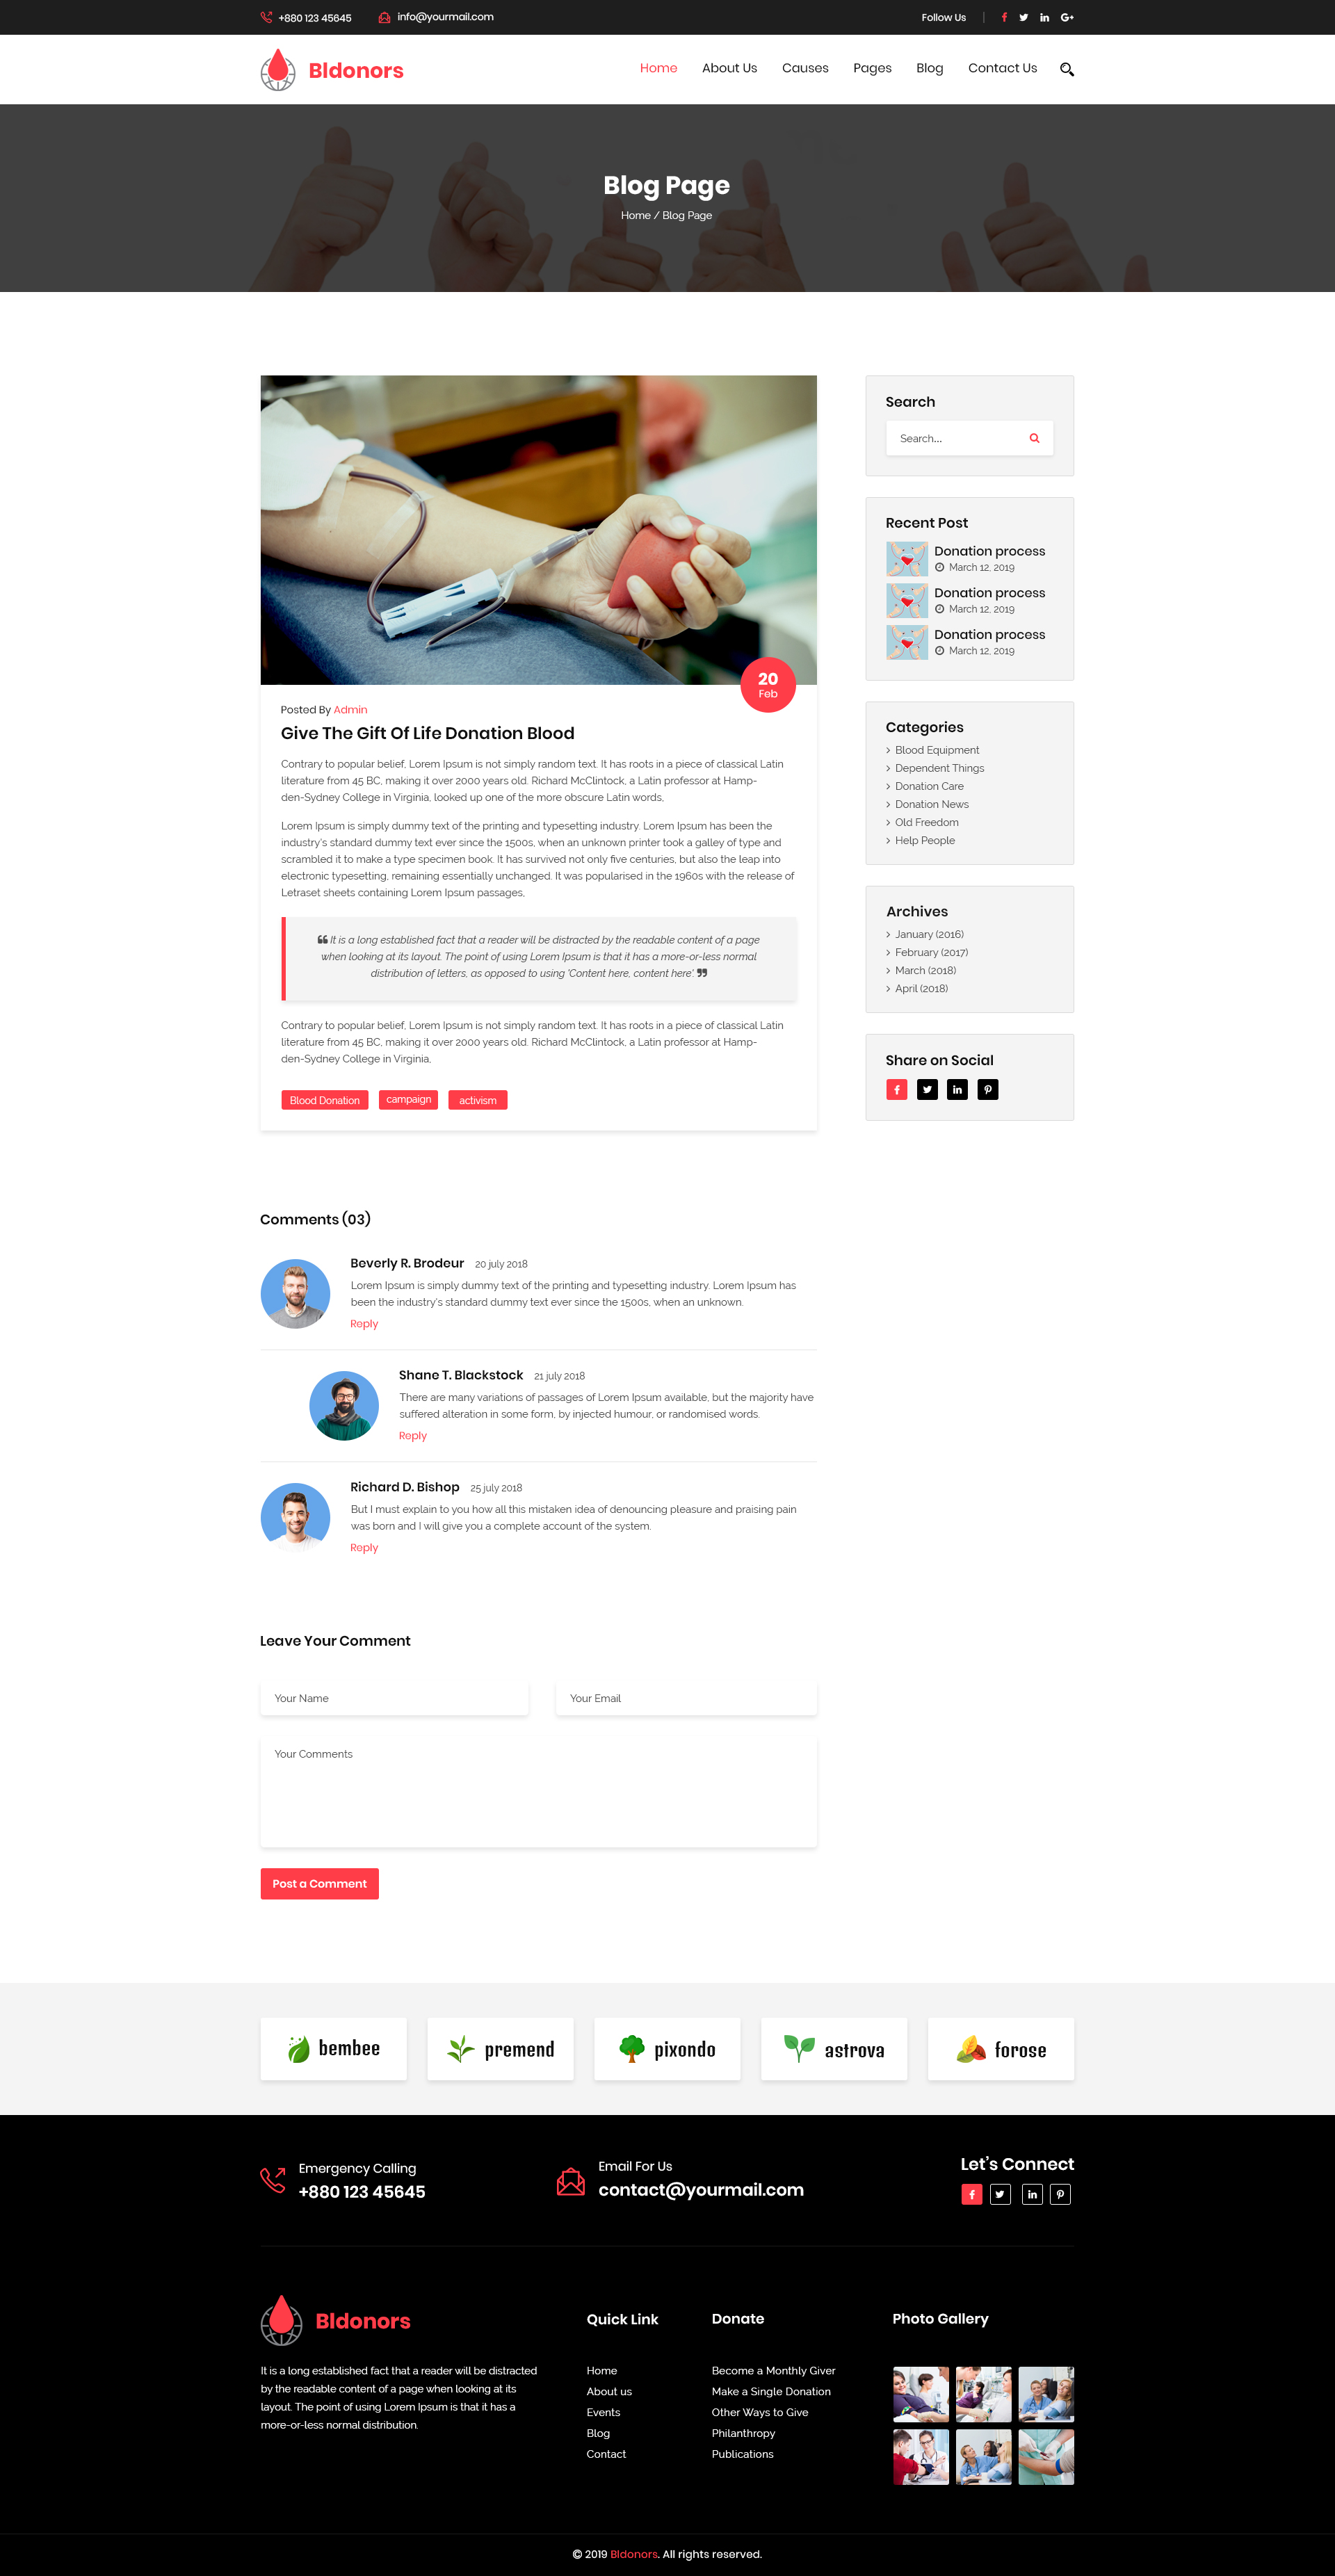 +880 123 45645
info@yourmail.com
Follow Us
Bldonors
Home
About Us
Causes
Pages
Blog
Contact Us
Blog Page
Home / Blog Page
20
Feb
Posted By Admin
Give The Gift Of Life Donation Blood
Contrary to popular belief, Lorem Ipsum is not simply random text. It has roots in a piece of classical Latin
literature from 45 BC, making it over 2000 years old. Richard McClintock, a Latin professor at Hamp-
den-Sydney College in Virginia, looked up one of the more obscure Latin words,
Lorem Ipsum is simply dummy text of the printing and typesetting industry. Lorem Ipsum has been the
industry's standard dummy text ever since the 1500s, when an unknown printer took a galley of type and
scrambled it to make a type specimen book. It has survived not only five centuries, but also the leap into
electronic typesetting, remaining essentially unchanged. It was popularised in the 1960s with the release of
Letraset sheets containing Lorem Ipsum passages,
“ It is a long established fact that a reader will be distracted by the readable content of a page
when looking at its layout. The point of using Lorem Ipsum is that it has a more-or-less normal
distribution of letters, as opposed to using 'Content here, content here'. ”
Contrary to popular belief, Lorem Ipsum is not simply random text. It has roots in a piece of classical Latin
literature from 45 BC, making it over 2000 years old. Richard McClintock, a Latin professor at Hamp-
den-Sydney College in Virginia,
Blood Donation
campaign
activism
Search
Search...
Recent Post
Donation process
March 12, 2019
Donation process
March 12, 2019
Donation process
March 12, 2019
Categories
Blood Equipment
Dependent Things
Donation Care
Donation News
Old Freedom
Help People
Archives
January (2016)
February (2017)
March (2018)
April (2018)
Share on Social
Comments (03)
Beverly R. Brodeur
20 july 2018
Lorem Ipsum is simply dummy text of the printing and typesetting industry. Lorem Ipsum has
been the industry's standard dummy text ever since the 1500s, when an unknown.
Reply
Shane T. Blackstock
21 july 2018
There are many variations of passages of Lorem Ipsum available, but the majority have
suffered alteration in some form, by injected humour, or randomised words.
Reply
Richard D. Bishop
25 july 2018
But I must explain to you how all this mistaken idea of denouncing pleasure and praising pain
was born and I will give you a complete account of the system.
Reply
Leave Your Comment
Your Name
Your Email
Your Comments
Post a Comment
bembee
premend
pixondo
astrova
forose
Emergency Calling
+880 123 45645
Email For Us
contact@yourmail.com
Let's Connect
Bldonors
It is a long established fact that a reader will be distracted
by the readable content of a page when looking at its
layout. The point of using Lorem Ipsum is that it has a
more-or-less normal distribution.
Quick Link
Home
About us
Events
Blog
Contact
Donate
Become a Monthly Giver
Make a Single Donation
Other Ways to Give
Philanthropy
Publications
Photo Gallery
© 2019 Bldonors. All rights reserved.